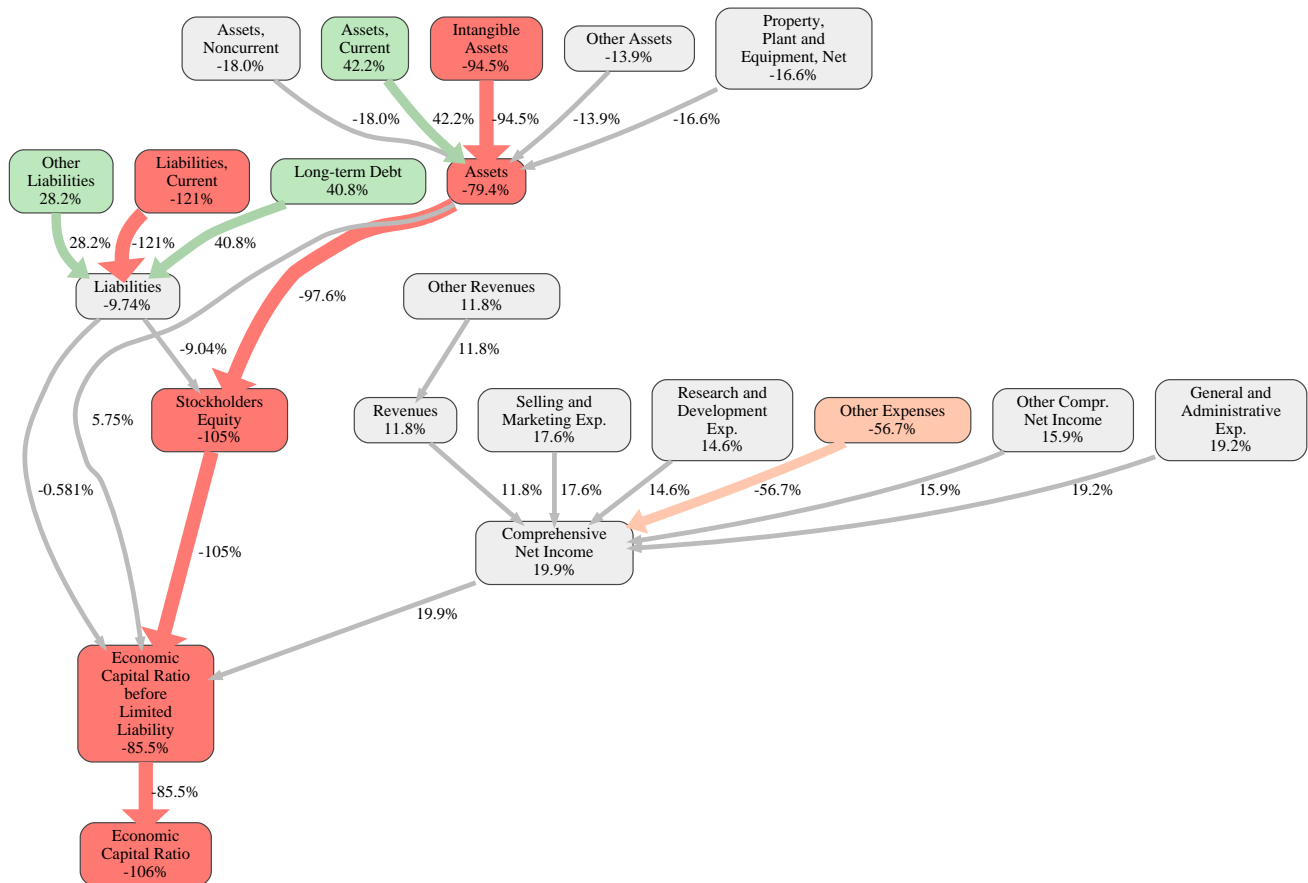 Assets,
Noncurrent
-18.0%
Assets,
Current
42.2%
Intangible
Assets
-94.5%
Other Assets
-13.9%
Property,
Plant and
Equipment, Net
-16.6%
-18.0%
42.2%
-94.5%
-13.9%
-16.6%
Other
Liabilities
28.2%
Liabilities,
Current
-121%
Long-term Debt
40.8%
Assets
-79.4%
28.2%
-121%
40.8%
Liabilities
-9.74%
-97.6%
Other Revenues
11.8%
-9.04%
11.8%
5.75%
Stockholders
Equity
-105%
Revenues
11.8%
Selling and
Marketing Exp.
17.6%
Research and
Development
Exp.
14.6%
Other Expenses
-56.7%
Other Compr.
Net Income
15.9%
General and
Administrative
Exp.
19.2%
-0.581%
11.8%
17.6%
14.6%
-56.7%
15.9%
19.2%
-105%
Comprehensive
Net Income
19.9%
19.9%
Economic
Capital Ratio
before
Limited
Liability
-85.5%
-85.5%
Economic
Capital Ratio
-106%